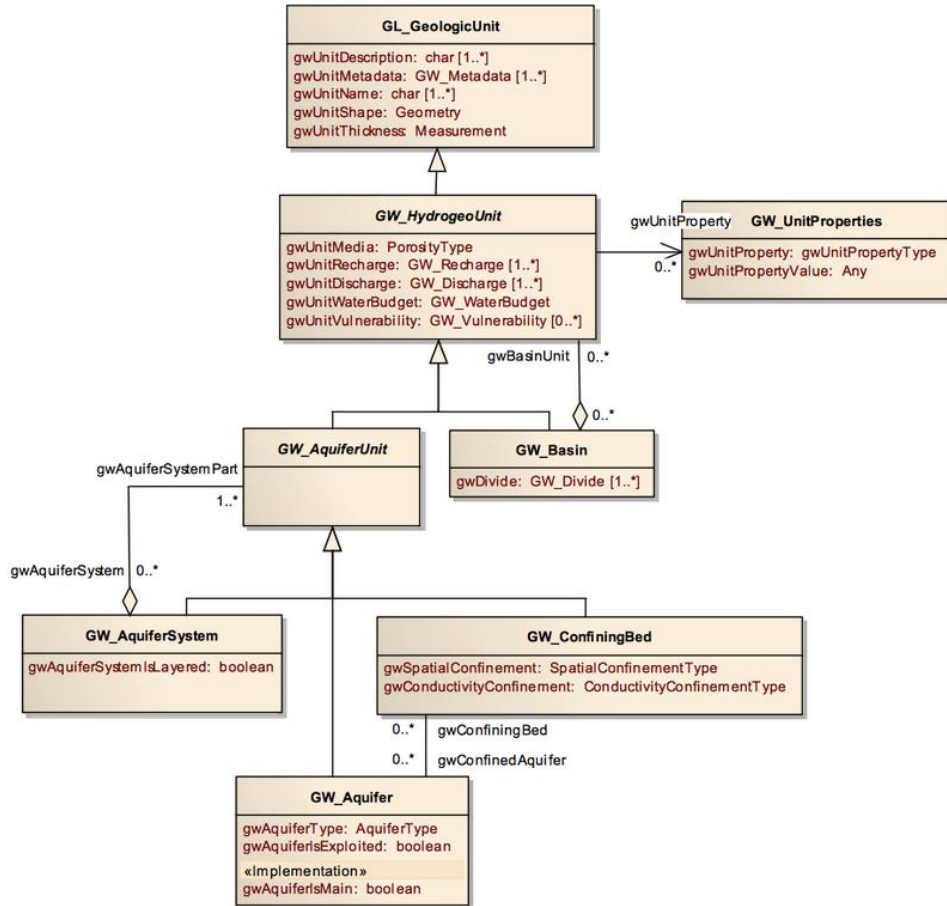 GL_GeologicUnit
gwUnitDescription: char [1..*]
gwUnitMetadata: GW_Metadata [1..*]
gwUnitName: char [1..*]
gwUnitShape: Geometry
gwUnitThickness: Measurement
GW_HydrogeoUnit
gwUnitMedia: PorosityType
gwUnitRecharge: GW_Recharge [1..*]
gwUnitDischarge: GW_Discharge [1..*]
gwUnitWaterBudget: GW_WaterBudget
gwUnitVulnerability: GW_Vulnerability [0..*]
gwUnitProperty
0..*
GW_UnitProperties
gwUnitProperty: gwUnitPropertyType
gwUnitPropertyValue: Any
gwBasinUnit
0..*
0..*
GW_AquiferUnit
GW_Basin
gwDivide: GW_Divide [1..*]
gwAquiferSystemPart
1..*
gwAquiferSystem
0..*
GW_AquiferSystem
gwAquiferSystemIsLayered: boolean
GW_ConfiningBed
gwSpatialConfinement: SpatialConfinementType
gwConductivityConfinement: ConductivityConfinementType
0..*
gwConfiningBed
0..*
gwConfinedAquifer
GW_Aquifer
gwAquiferType: AquiferType
gwAquiferIsExploited: boolean
«Implementation»
gwAquiferIsMain: boolean